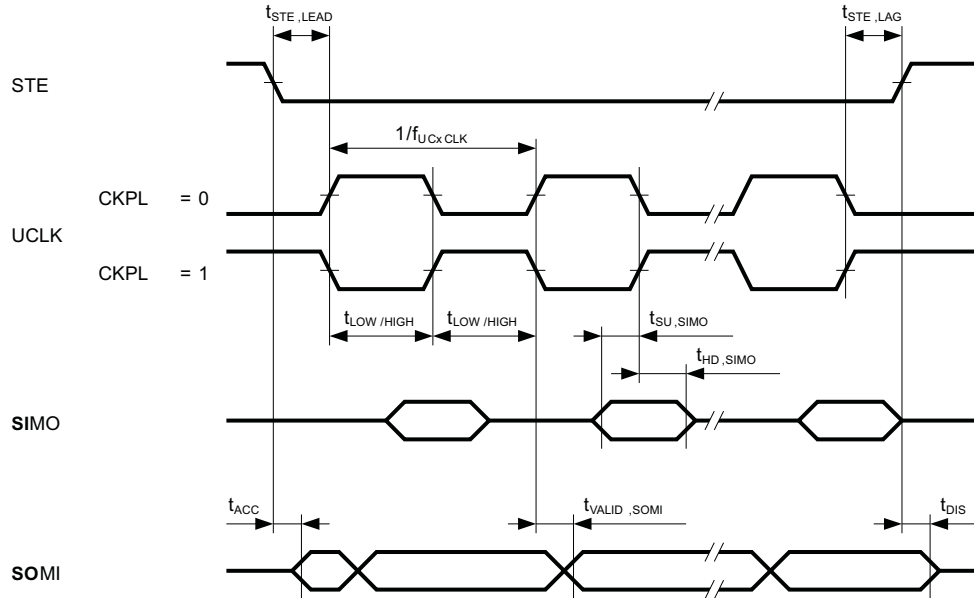 tSTE,LEAD
tSTE,LAG
STE
1/fUCxCLK
CKPL = 0
UCLK
CKPL = 1
tLOW/HIGH tLOW/HIGH
tSU,SIMO
tHD,SIMO
SIMO
tACC
tVALID,SOMI
tDIS
SOMI